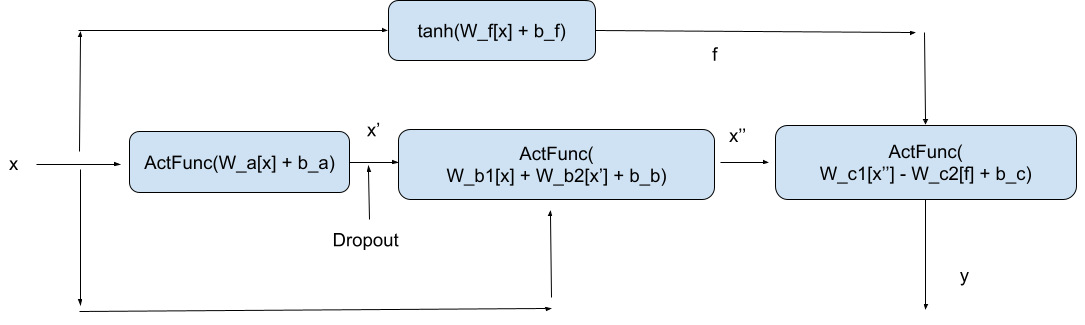 tanh(W_f[x] + b_f)
f
x
ActFunc(W_a[x] + b_a)
x’
Dropout
ActFunc(
W_b1[x] + W_b2[x’] + b_b)
x’’
ActFunc(
W_c1[x’’] - W_c2[f] + b_c)
y